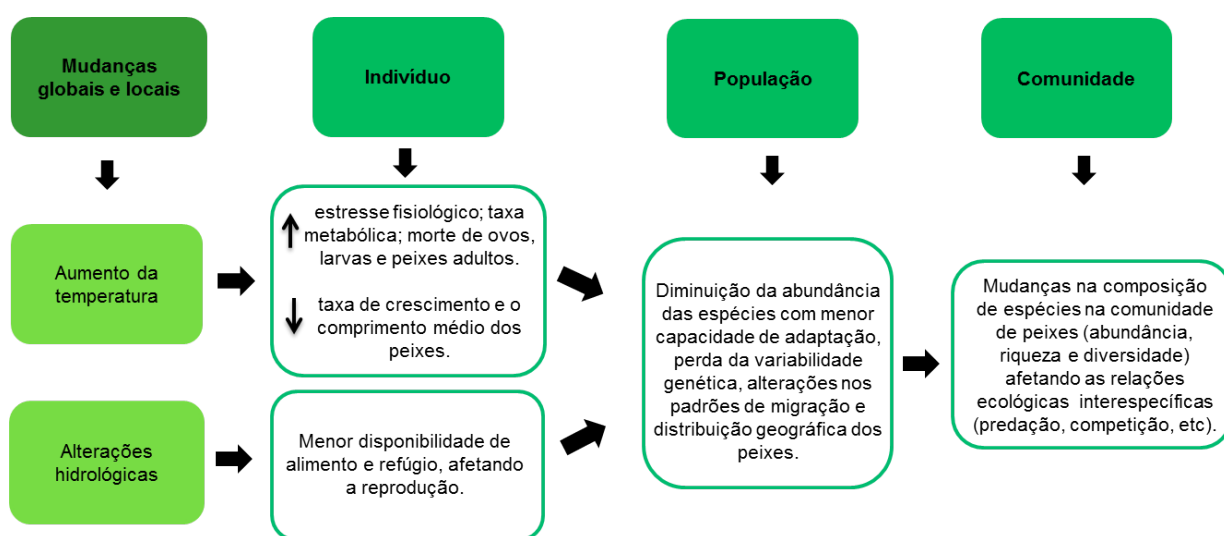 Mudanças
globais e locais
Indivíduo
População
Comunidade
Aumento da
temperatura
estresse fisiológico; taxa
metabólica; morte de ovos,
larvas e peixes adultos.
taxa de crescimento e o
comprimento médio dos
peixes.
Alterações
hidrológicas
Menor disponibilidade de
alimento e refúgio, afetando
a reprodução.
Diminuição da abundância
das espécies com menor
capacidade de adaptação,
perda da variabilidade
genética, alterações nos
padrões de migração e
distribuição geográfica dos
peixes.
Mudanças na composição
de espécies na comunidade
de peixes (abundância,
riqueza e diversidade)
afetando as relações
ecológicas interespecíficas
(predação, competição, etc).